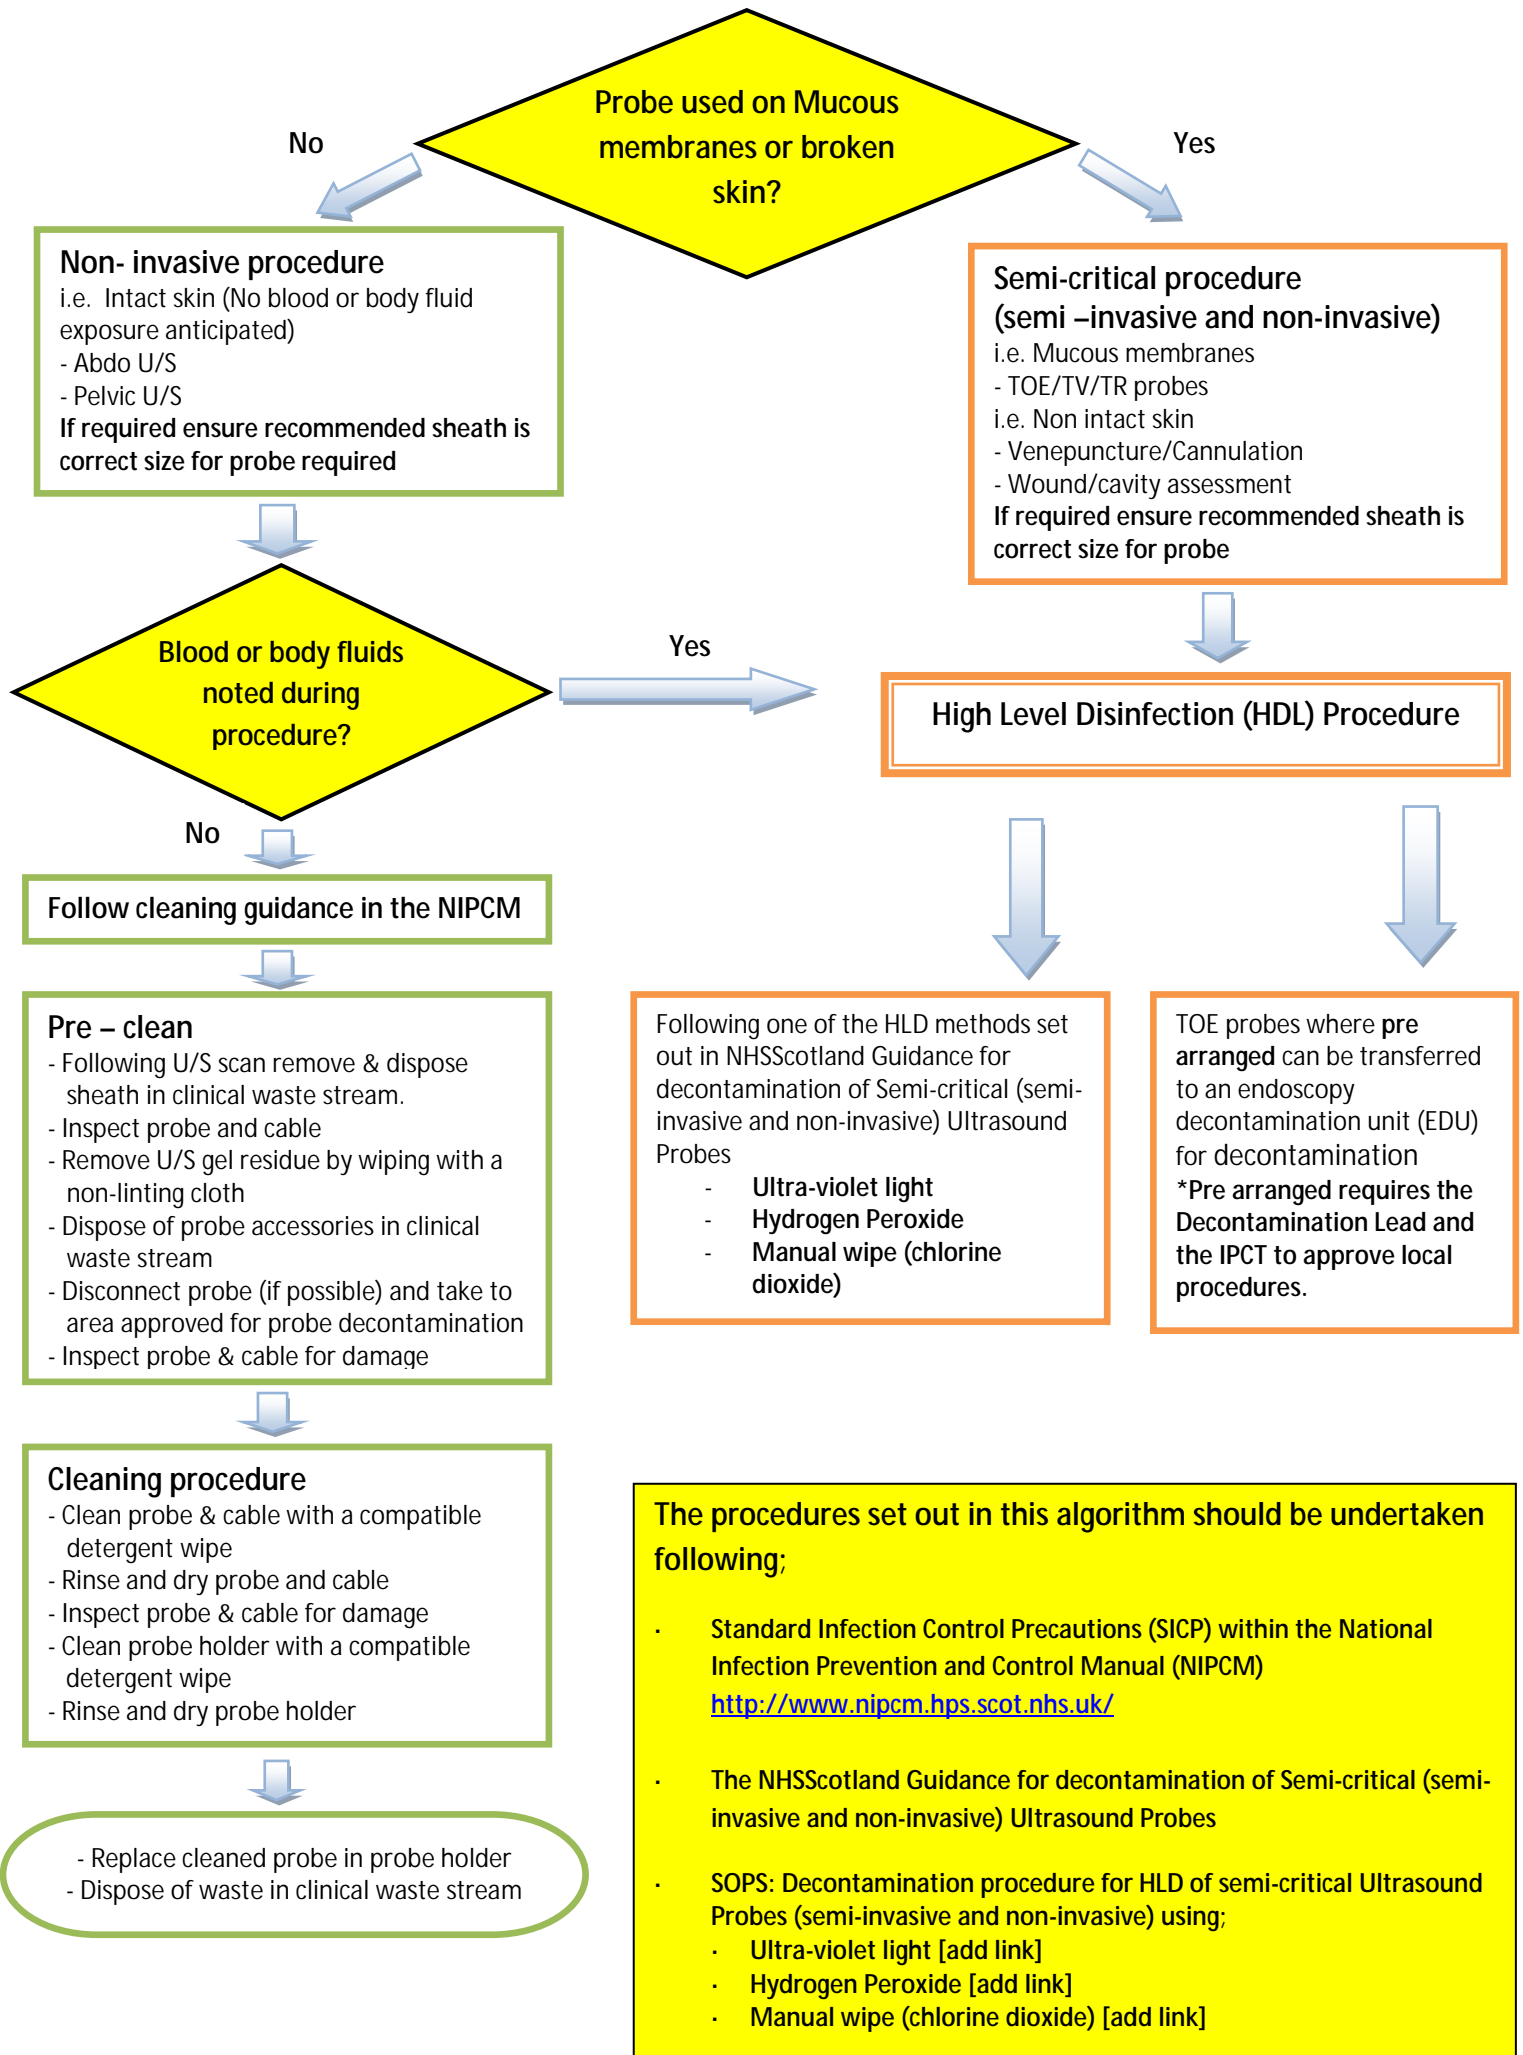 Probe used on Mucous
membranes or broken
skin?
No
Yes
Non- invasive procedure
i.e.  Intact skin (No blood or body fluid
exposure anticipated)
- Abdo U/S
- Pelvic U/S
If required ensure recommended sheath is
correct size for probe required
Semi-critical procedure
(semi –invasive and non-invasive)
i.e. Mucous membranes
- TOE/TV/TR probes
i.e. Non intact skin
- Venepuncture/Cannulation
- Wound/cavity assessment
If required ensure recommended sheath is
correct size for probe
Blood or body fluids
noted during
procedure?
Yes
High Level Disinfection (HDL) Procedure
No
Follow cleaning guidance in the NIPCM
Pre – clean
- Following U/S scan remove & dispose
sheath in clinical waste stream.
- Inspect probe and cable
- Remove U/S gel residue by wiping with a
non-linting cloth
- Dispose of probe accessories in clinical
waste stream
- Disconnect probe (if possible) and take to
area approved for probe decontamination
- Inspect probe & cable for damage
Following one of the HLD methods set
out in NHSScotland Guidance for
decontamination of Semi-critical (semi-
invasive and non-invasive) Ultrasound
Probes
- Ultra-violet light
- Hydrogen Peroxide
- Manual wipe (chlorine
dioxide)
TOE probes where pre
arranged can be transferred
to an endoscopy
decontamination unit (EDU)
for decontamination
*Pre arranged requires the
Decontamination Lead and
the IPCT to approve local
procedures.
Cleaning procedure
- Clean probe & cable with a compatible
detergent wipe
- Rinse and dry probe and cable
- Inspect probe & cable for damage
- Clean probe holder with a compatible
detergent wipe
- Rinse and dry probe holder
- Replace cleaned probe in probe holder
- Dispose of waste in clinical waste stream
The procedures set out in this algorithm should be undertaken
following;
· Standard Infection Control Precautions (SICP) within the National
Infection Prevention and Control Manual (NIPCM)
http://www.nipcm.hps.scot.nhs.uk/
· The NHSScotland Guidance for decontamination of Semi-critical (semi-
invasive and non-invasive) Ultrasound Probes
· SOPS: Decontamination procedure for HLD of semi-critical Ultrasound
Probes (semi-invasive and non-invasive) using;
· Ultra-violet light [add link]
· Hydrogen Peroxide [add link]
· Manual wipe (chlorine dioxide) [add link]